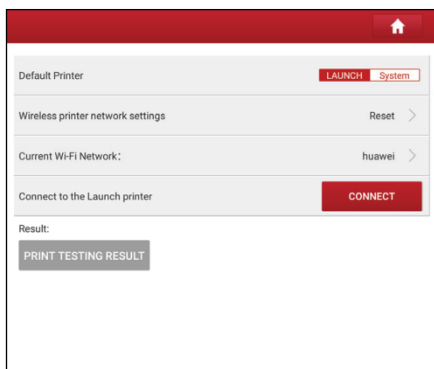 Default Printer LAUNCH System
Wireless printer network settings Reset
Current Wi-Fi Network： huawei
Connect to the Launch printer CONNECT
Result:
PRINT TESTING RESULT